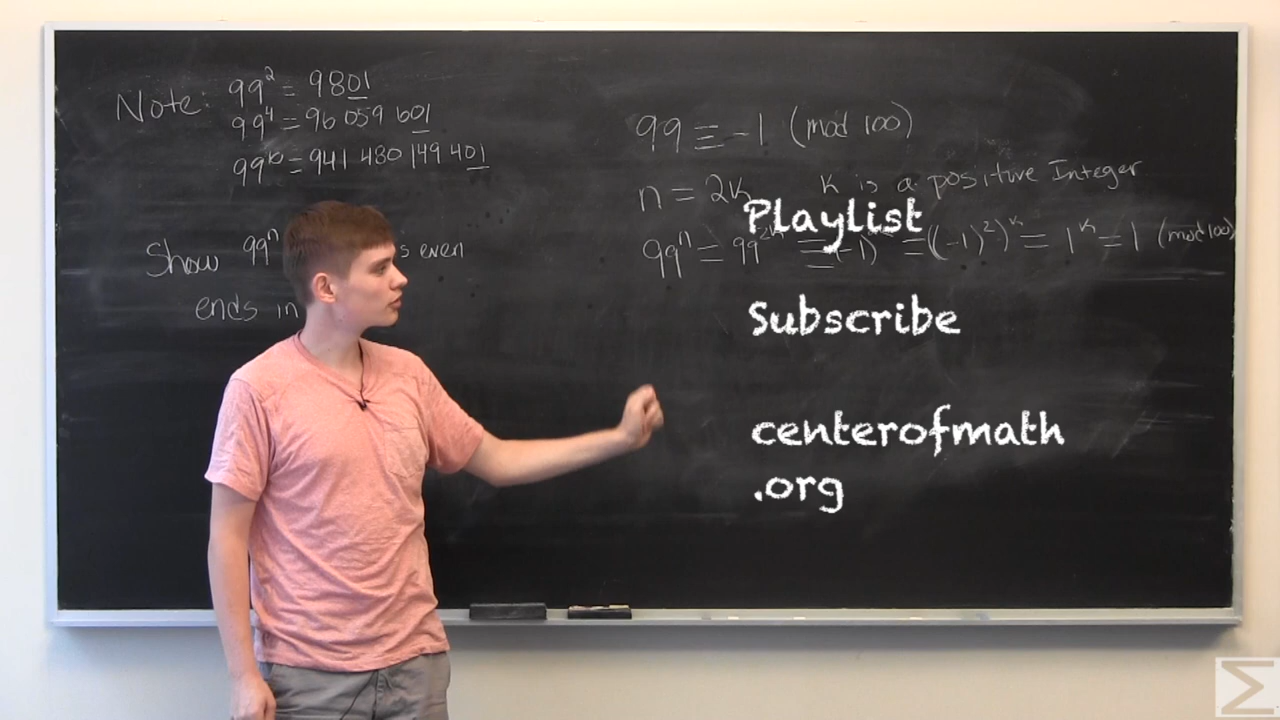 Note: 99² = 9801
99⁴ = 96 059 601
941 480 149 401
Show 99ⁿ
s even
ends in
99 ≡ -1 (mod 100)
n = 2k k is a positive Integer
99ⁿ = 99²ᵏ ≡ (-1) = ((-1)²)ᵏ = 1ᵏ = 1 (mod 100)
Playlist
Subscribe
centerofmath
.org
Σ